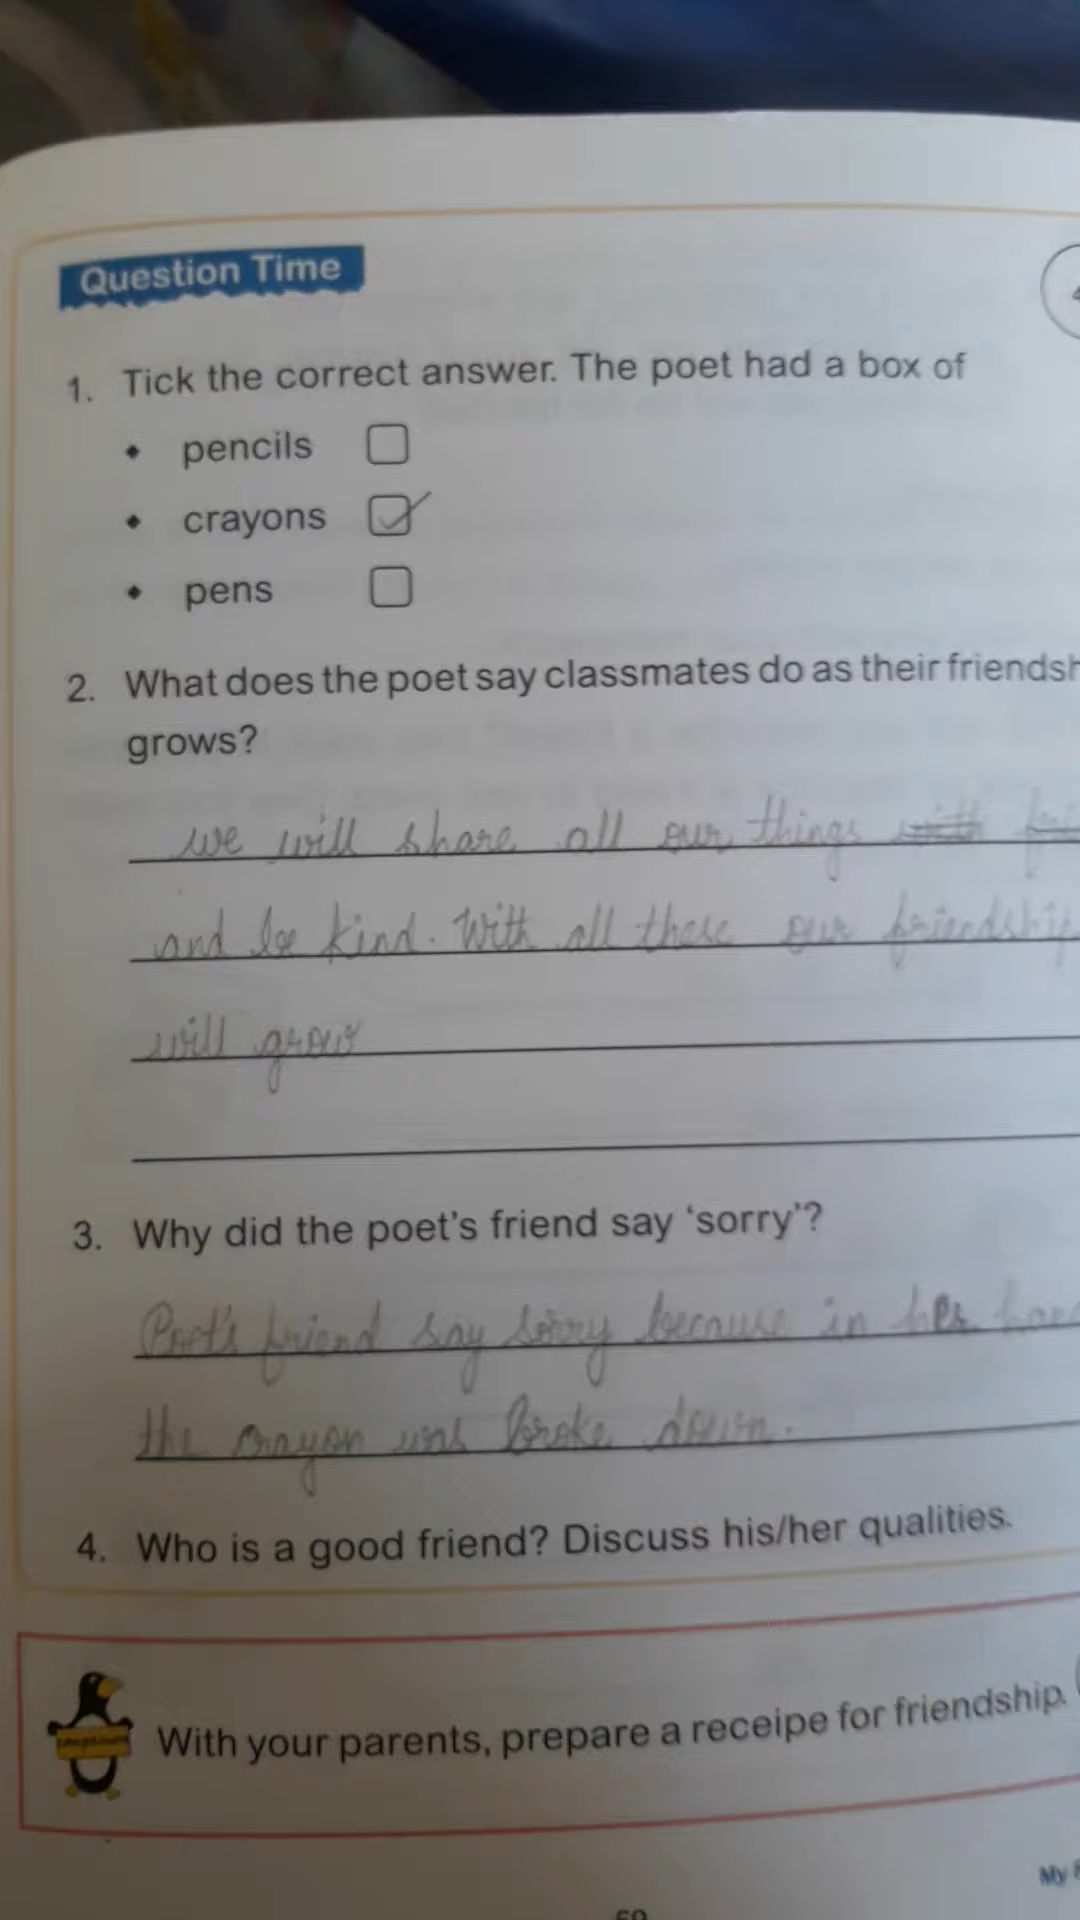 Question Time
1. Tick the correct answer. The poet had a box of
• pencils
• crayons
• pens
2. What does the poet say classmates do as their friendsh
grows?
we will share all our things with
and be kind. With all these our friendship
will grow
3. Why did the poet's friend say 'sorry'?
Poet's friend say sorry because in her
the crayon was broke down.
4. Who is a good friend? Discuss his/her qualities.
With your parents, prepare a receipe for friendship.
My
59